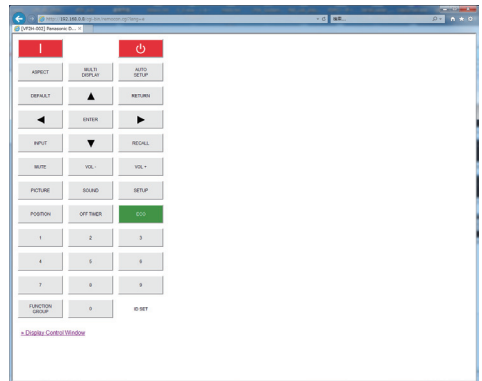 [VF2H-002] Panasonic D...
ASPECT
MULTI
DISPLAY
AUTO
SETUP
DEFAULT
RETURN
ENTER
INPUT
RECALL
MUTE
VOL -
VOL +
PICTURE
SOUND
SETUP
POSITION
OFF TIMER
ECO
1
2
3
4
5
6
7
8
9
FUNCTION
GROUP
0
ID SET
» Display Control Window